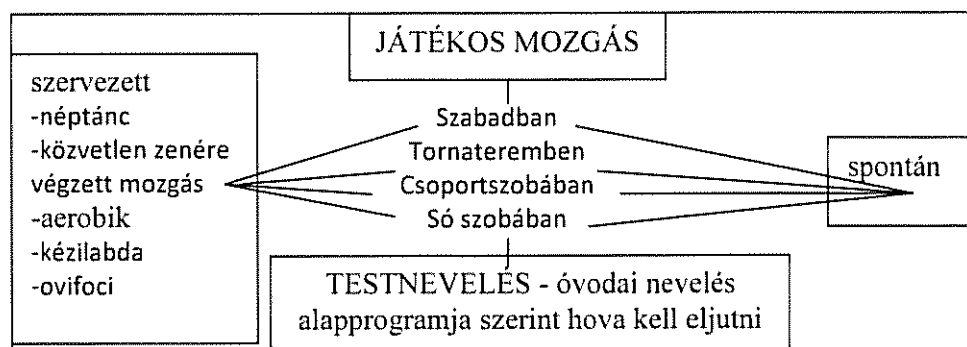 JÁTÉKOS MOZGÁS
szervezett
-néptánc
-közvetlen zenére
végzett mozgás
-aerobik
-kézilabda
-ovifoci
Szabadban
Tornateremben
Csoportszobában
Só szobában
spontán
TESTNEVELÉS - óvodai nevelés
alapprogramja szerint hova kell eljutni